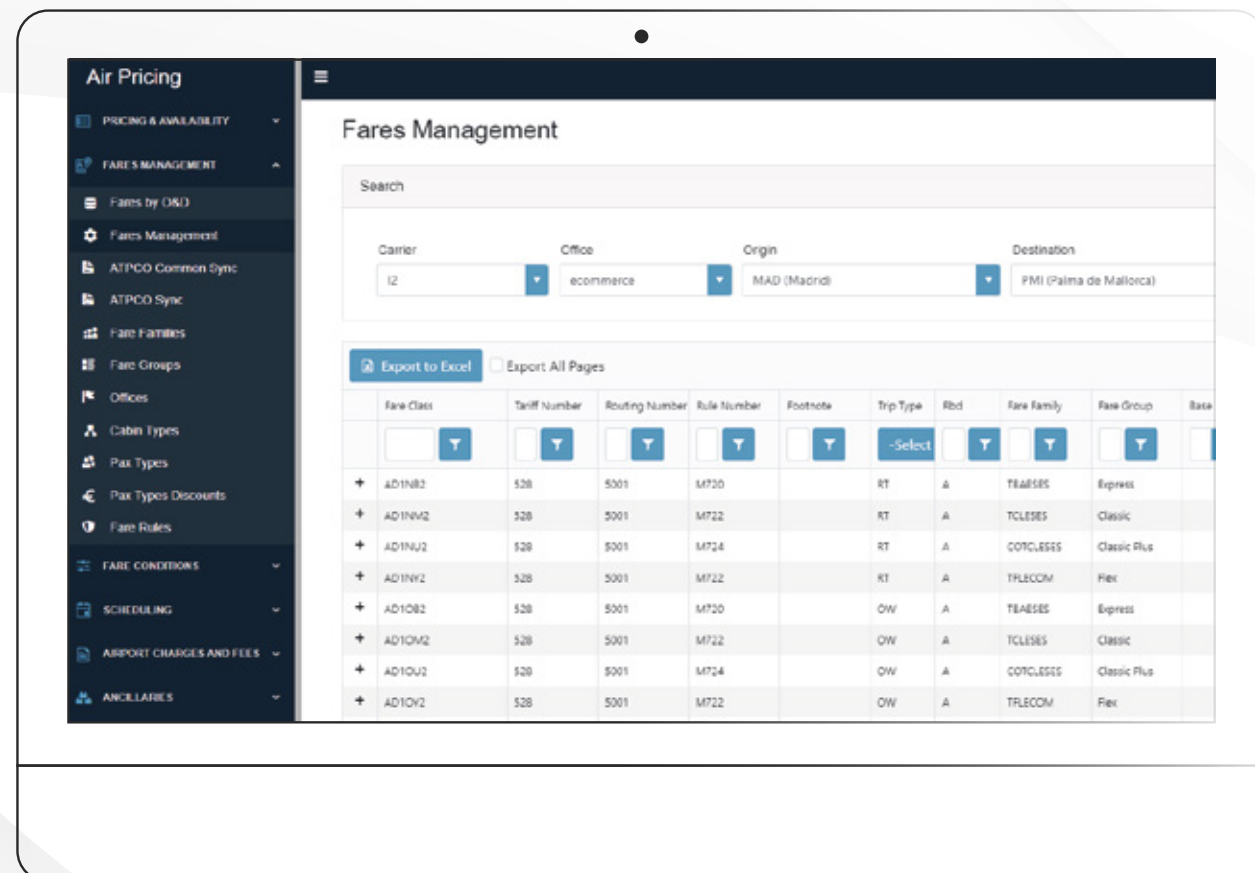 Air Pricing
PRICING & AVAILABILITY
FARES MANAGEMENT
Fares by O&D
Fares Management
ATPCO Common Sync
ATPCO Sync
Fare Families
Fare Groups
Offices
Cabin Types
Pax Types
Pax Types Discounts
Fare Rules
FARE CONDITIONS
SCHEDULING
AIRPORT CHARGES AND FEES
ANCILLARIES
Fares Management
Search
Carrier Office Origin Destination
I2 ecommerce MAD (Madrid) PMI (Palma de Mallorca)
Export to Excel Export All Pages
Fare Class Tariff Number Routing Number Rule Number Footnote Trip Type Rbd Fare Family Fare Group Base
-Select
+ AD1NB2 528 5001 M720 RT A Express
+ AD1NM2 528 5001 M722 RT A TCLESES Classic
+ AD1NU2 528 5001 M724 RT A COTCLESES Classic Plus
+ AD1NY2 528 5001 M722 RT A TFLECOM Flex
+ AD1OB2 528 5001 M720 OW A Express
+ AD1OM2 528 5001 M722 OW A TCLESES Classic
+ AD1OU2 528 5001 M724 OW A COTCLESES Classic Plus
+ AD1OY2 528 5001 M722 OW A TFLECOM Flex